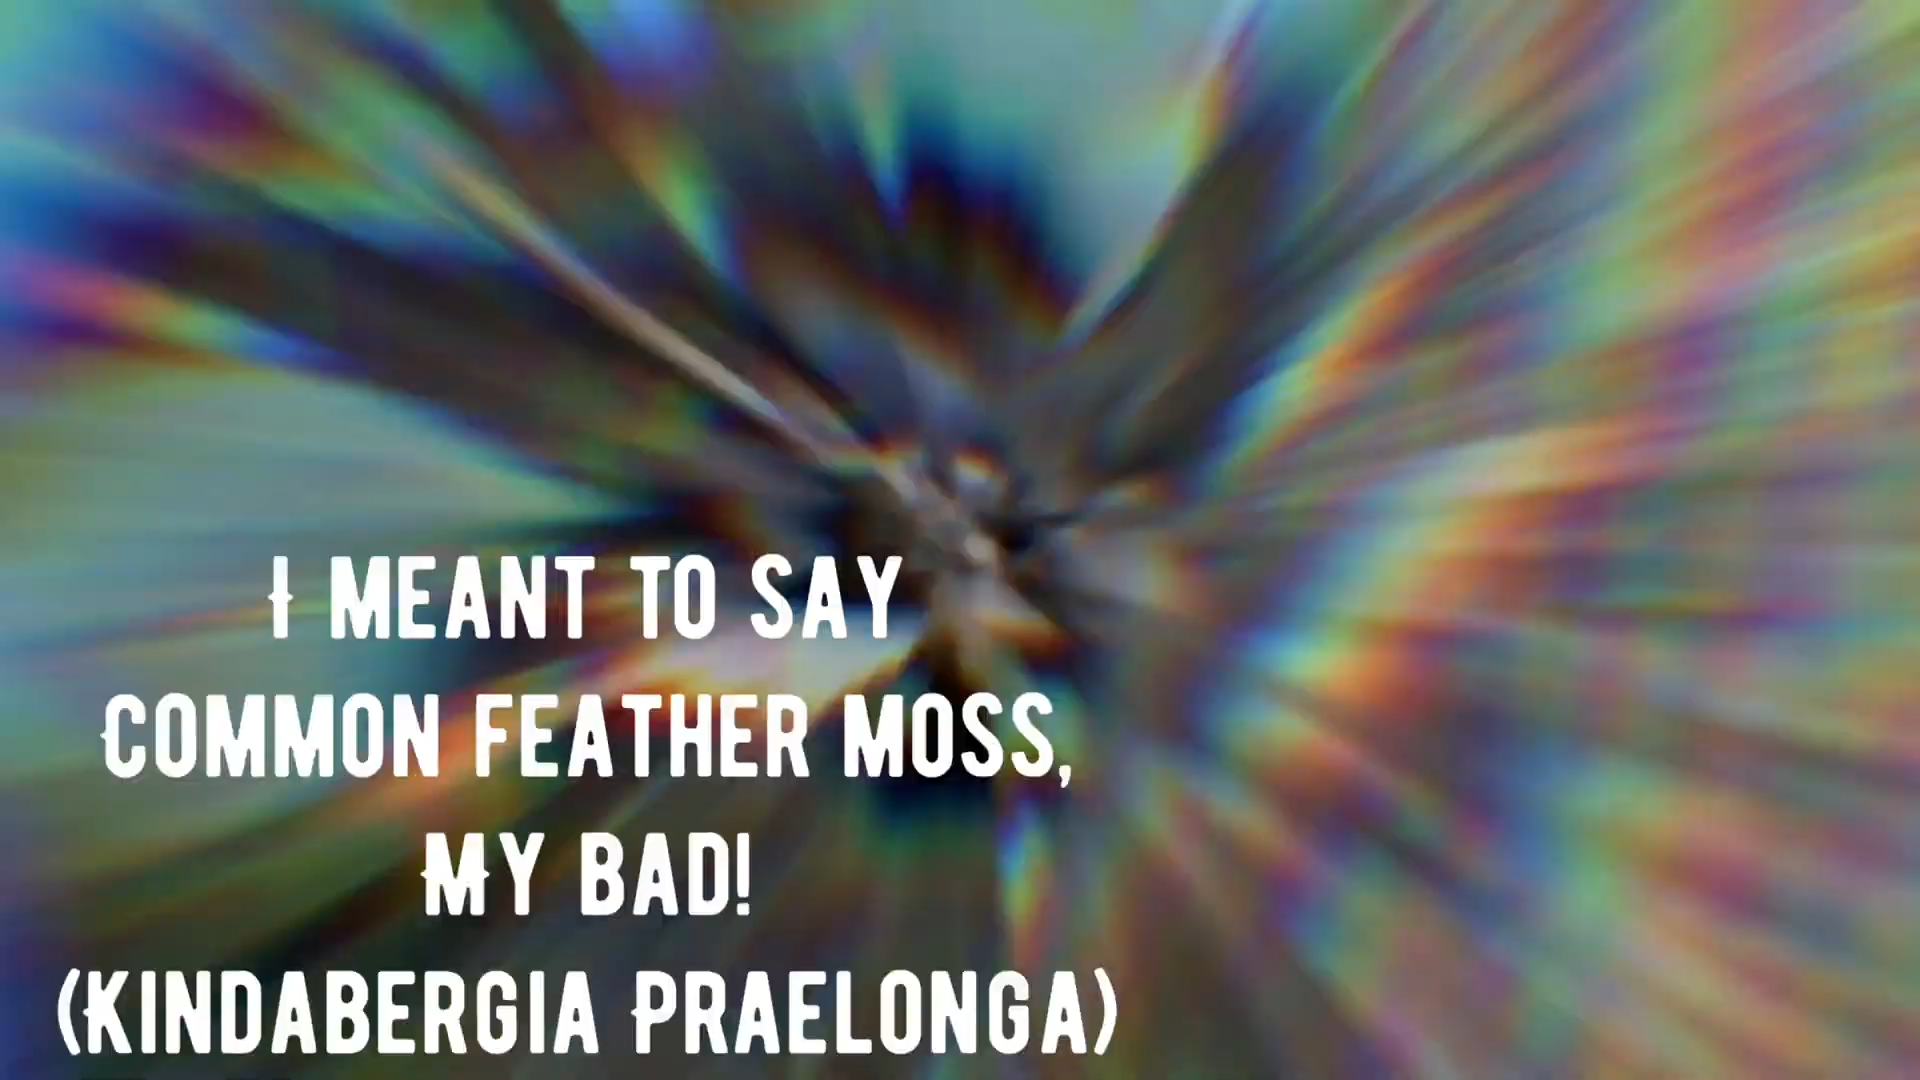 I MEANT TO SAY
COMMON FEATHER MOSS,
MY BAD!
(KINDABERGIA PRAELONGA)